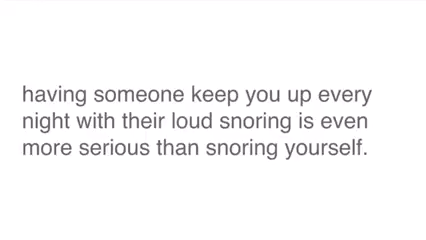 having someone keep you up every
night with their loud snoring is even
more serious than snoring yourself.